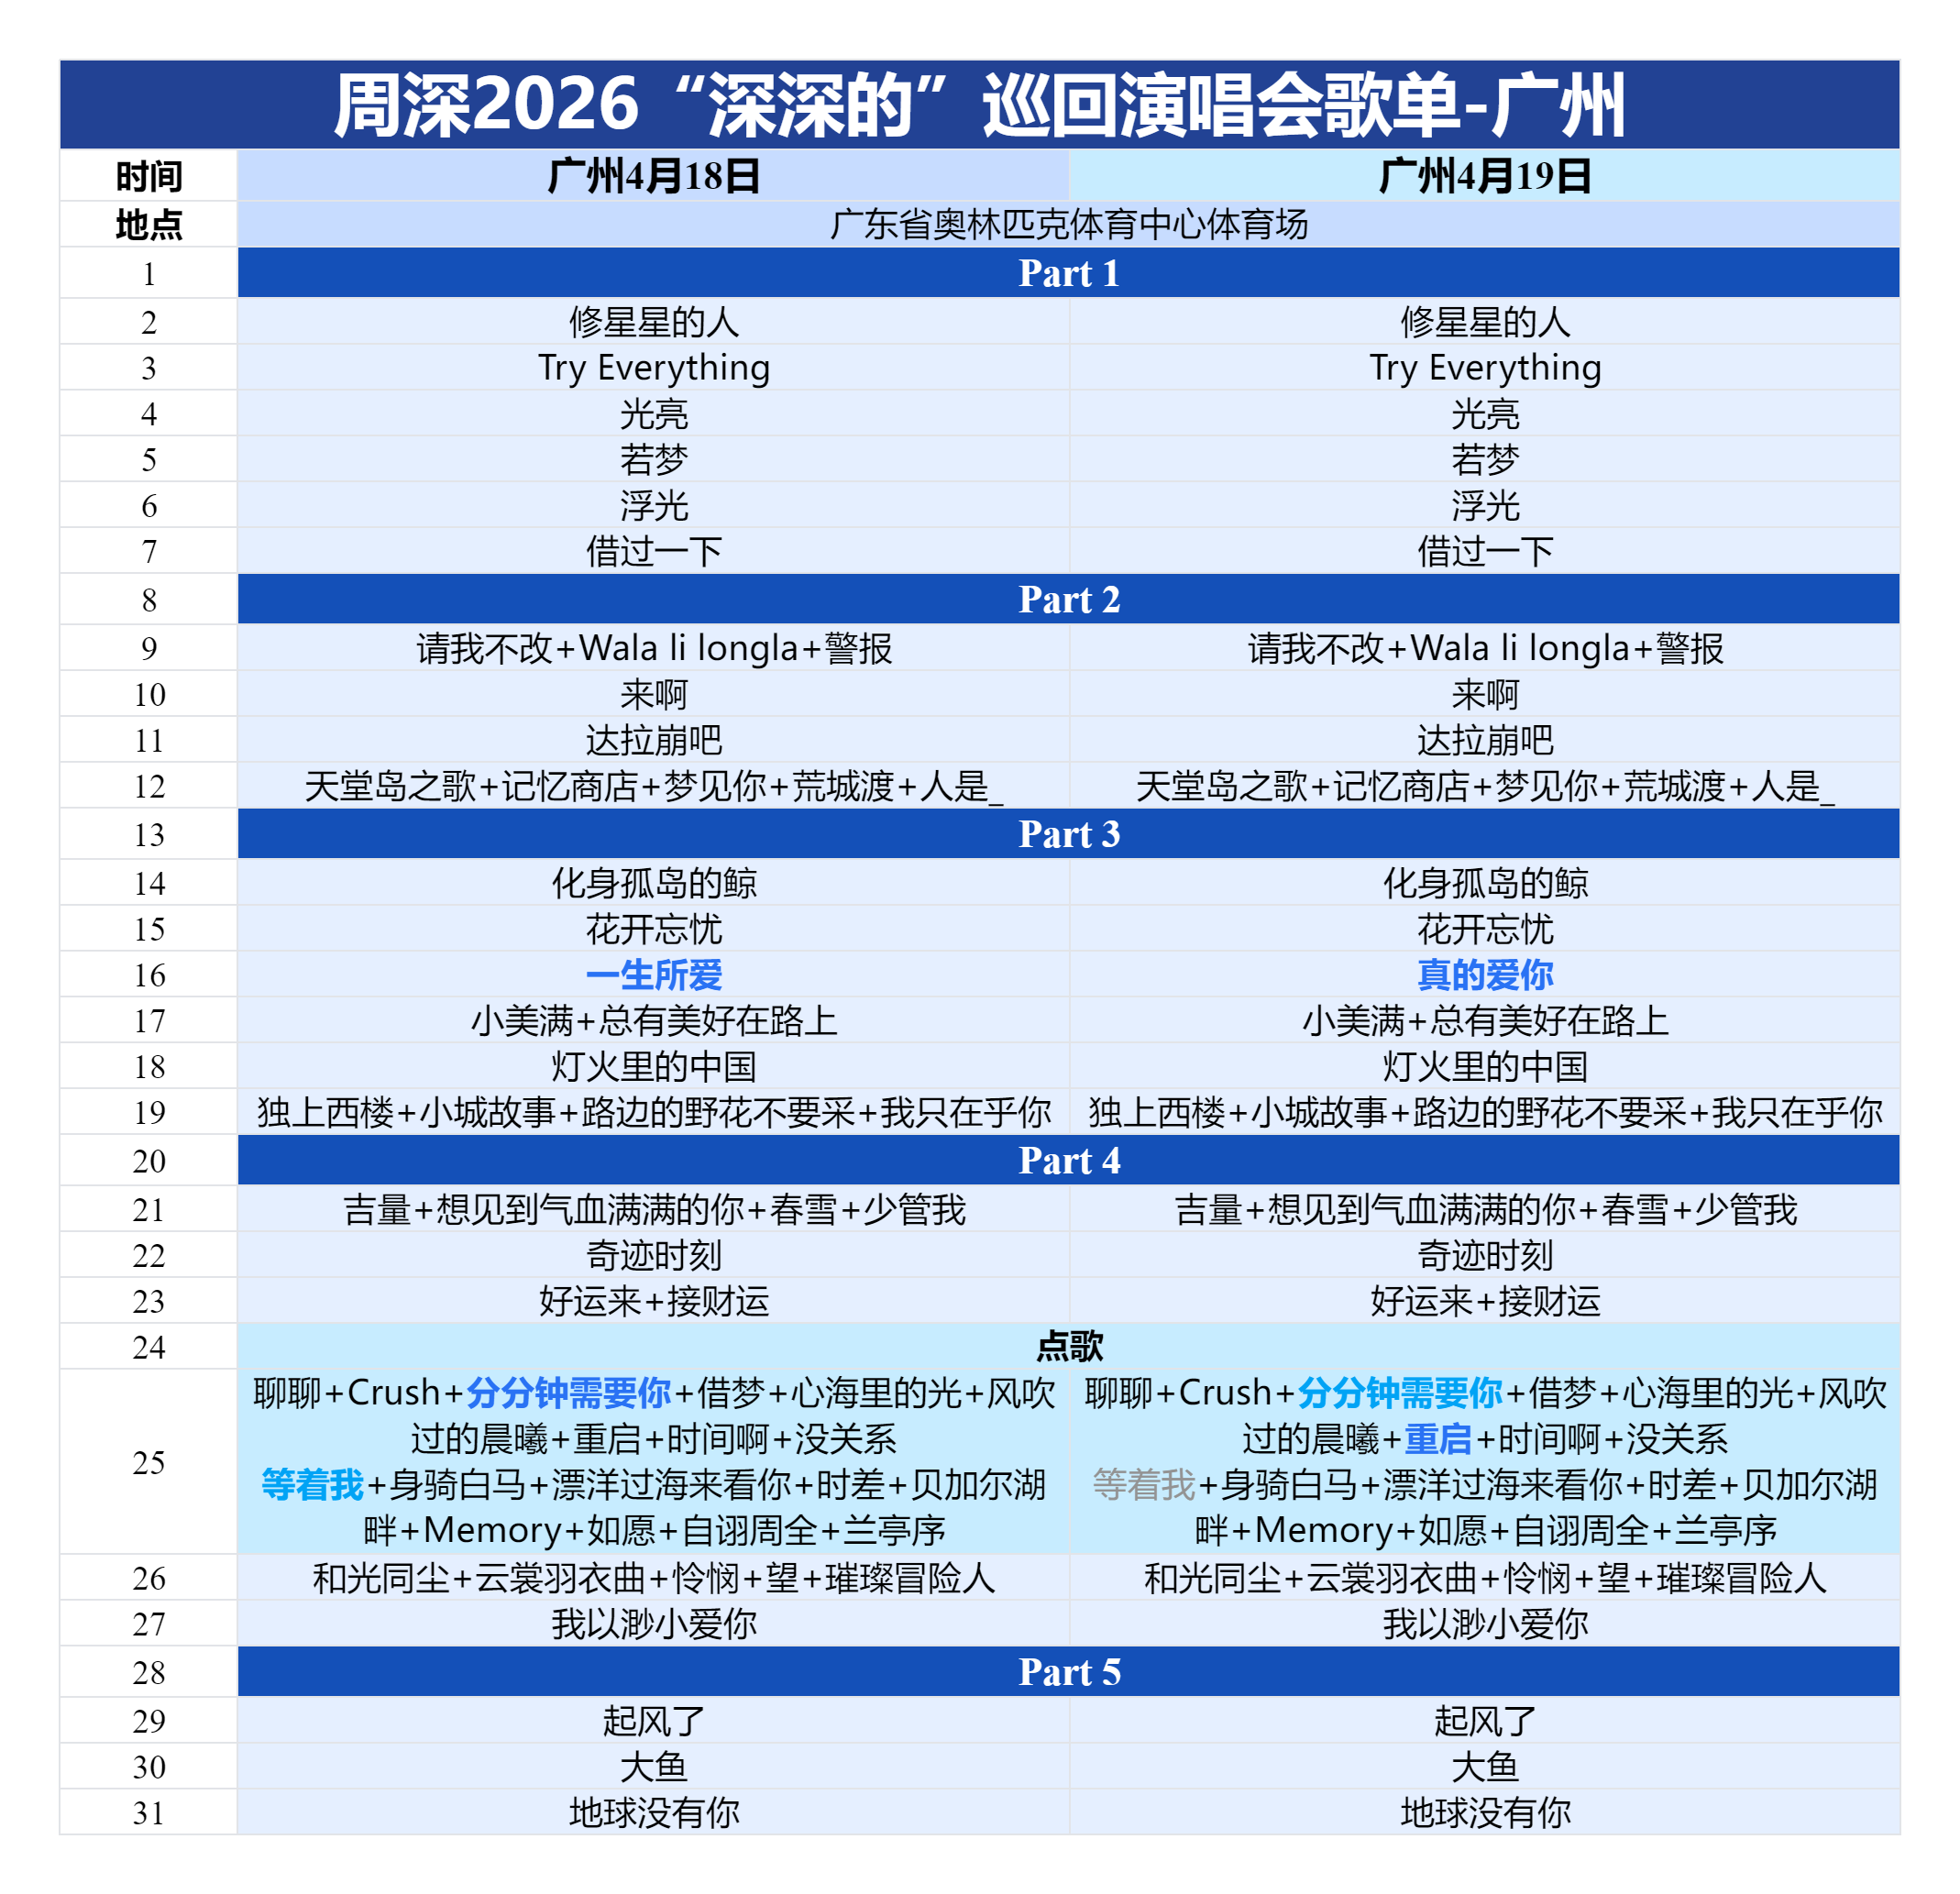 周深2026“深深的”巡回演唱会歌单-广州
时间 广州4月18日 广州4月19日
地点 广东省奥林匹克体育中心体育场
1 Part 1
2 修星星的人 修星星的人
3 Try Everything Try Everything
4 光亮 光亮
5 若梦 若梦
6 浮光 浮光
7 借过一下 借过一下
8 Part 2
9 请我不改+Wala li longla+警报 请我不改+Wala li longla+警报
10 来啊 来啊
11 达拉崩吧 达拉崩吧
12 天堂岛之歌+记忆商店+梦见你+荒城渡+人是_ 天堂岛之歌+记忆商店+梦见你+荒城渡+人是_
13 Part 3
14 化身孤岛的鲸 化身孤岛的鲸
15 花开忘忧 花开忘忧
16 一生所爱 真的爱你
17 小美满+总有美好在路上 小美满+总有美好在路上
18 灯火里的中国 灯火里的中国
19 独上西楼+小城故事+路边的野花不要采+我只在乎你 独上西楼+小城故事+路边的野花不要采+我只在乎你
20 Part 4
21 吉量+想见到气血满满的你+春雪+少管我 吉量+想见到气血满满的你+春雪+少管我
22 奇迹时刻 奇迹时刻
23 好运来+接财运 好运来+接财运
24 点歌
25
聊聊+Crush+分分钟需要你+借梦+心海里的光+风吹
过的晨曦+重启+时间啊+没关系
等着我+身骑白马+漂洋过海来看你+时差+贝加尔湖
畔+Memory+如愿+自诩周全+兰亭序
聊聊+Crush+分分钟需要你+借梦+心海里的光+风吹
过的晨曦+重启+时间啊+没关系
等着我+身骑白马+漂洋过海来看你+时差+贝加尔湖
畔+Memory+如愿+自诩周全+兰亭序
26 和光同尘+云裳羽衣曲+怜悯+望+璀璨冒险人 和光同尘+云裳羽衣曲+怜悯+望+璀璨冒险人
27 我以渺小爱你 我以渺小爱你
28 Part 5
29 起风了 起风了
30 大鱼 大鱼
31 地球没有你 地球没有你